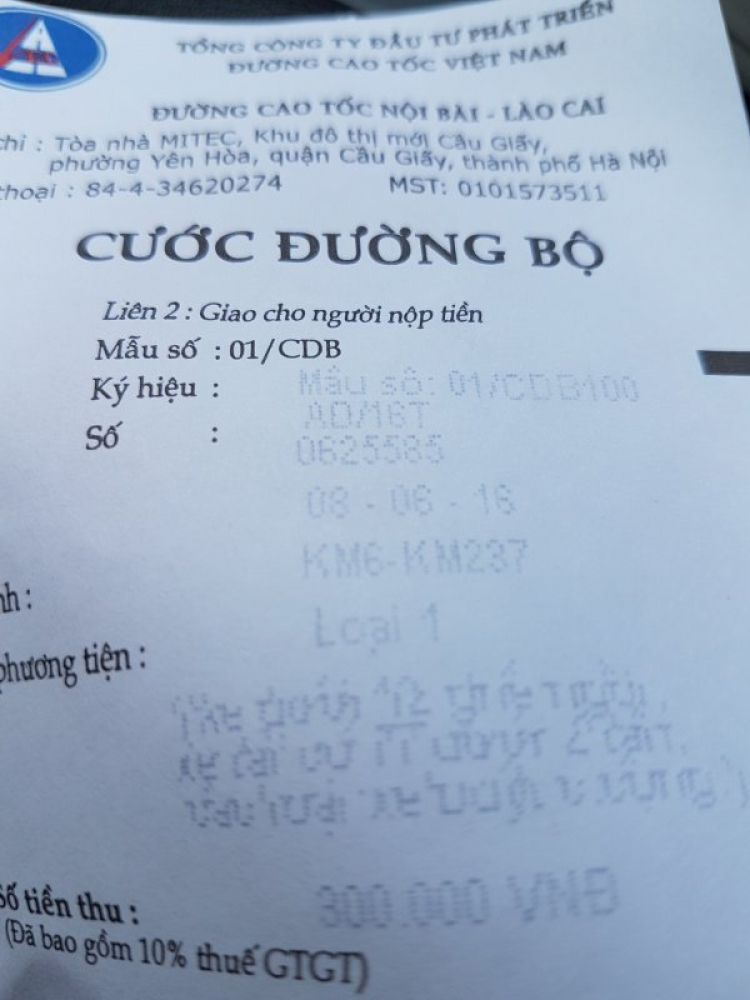 TỔNG CÔNG TY ĐẦU TƯ PHÁT TRIỂN
ĐƯỜNG CAO TỐC VIỆT NAM
ĐƯỜNG CAO TỐC NỘI BÀI - LÀO CAI
chỉ : Tòa nhà MITEC, Khu đô thị mới Cầu Giấy,
phường Yên Hòa, quận Cầu Giấy, thành phố Hà Nội
thoại : 84-4-34620274 MST: 0101573511
CƯỚC ĐƯỜNG BỘ
Liên 2 : Giao cho người nộp tiền
Mẫu số : 01/CDB
Ký hiệu : Mẫu số: 01/CDB100
AD/16T
Số : 0625585
08 - 06 - 16
KM6-KM237
nh :
Loại 1
phương tiện :
Số tiền thu : 300.000 VNĐ
(Đã bao gồm 10% thuế GTGT)